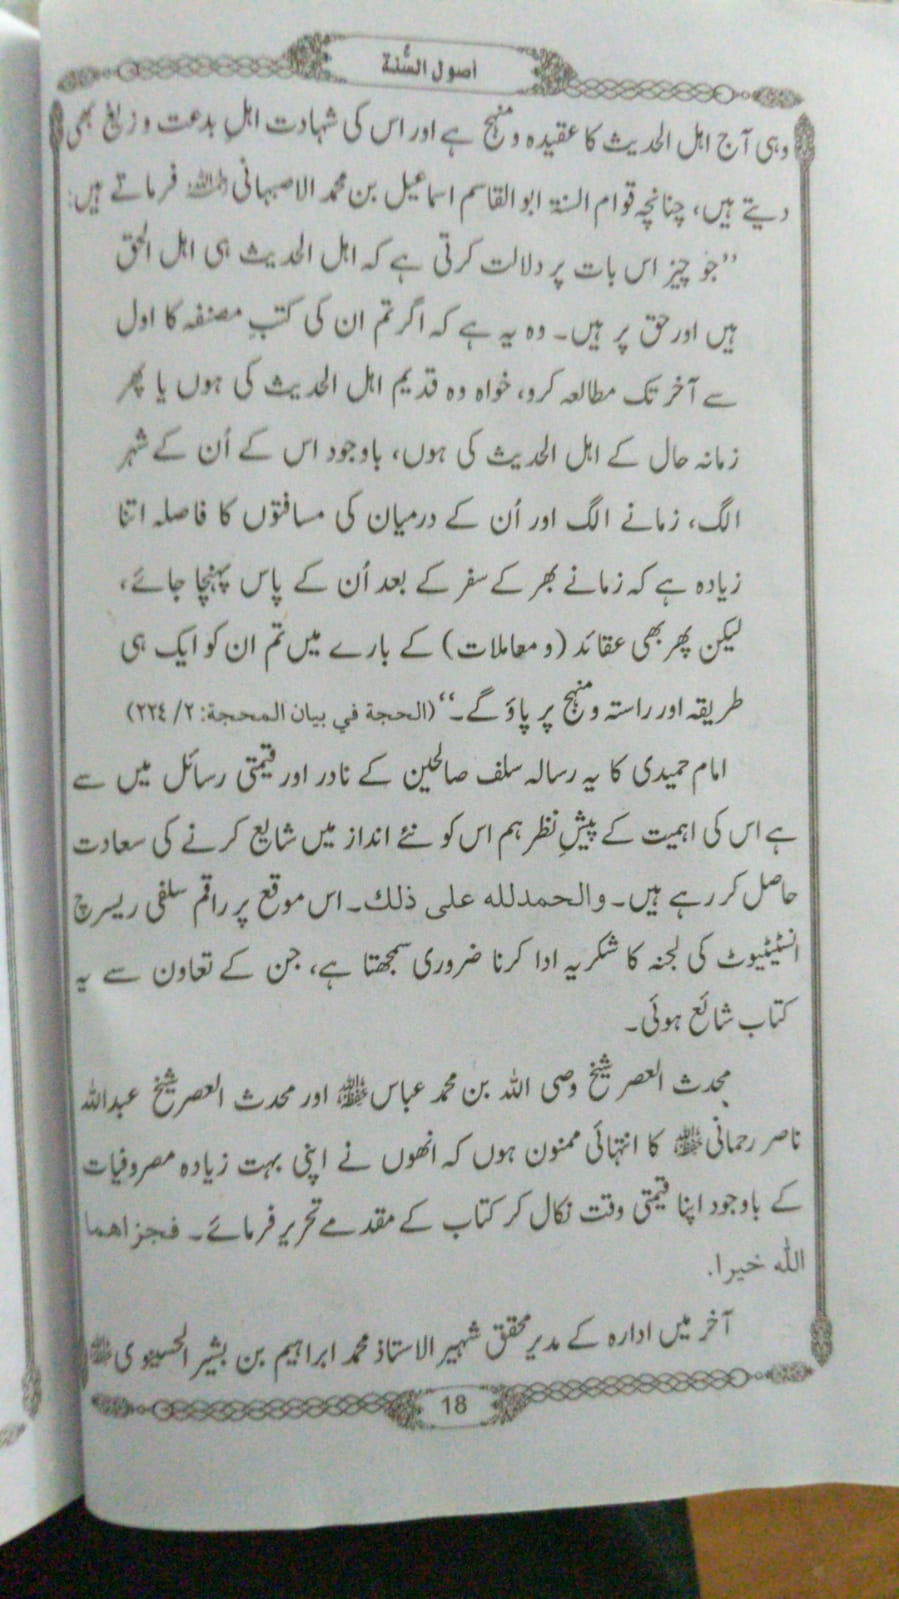 اصول السُّنة
وہی آج اہل الحدیث کا عقیدہ و منہج ہے اور اس کی شہادت اہلِ بدعت و زیغ بھی
دیتے ہیں، چنانچہ قوام السنۃ ابوالقاسم اسماعیل بن محمد الاصبہانی رحمہ اللہ فرماتے ہیں:
’’جو چیز اس بات پر دلالت کرتی ہے کہ اہل الحدیث ہی اہل الحق
ہیں اور حق پر ہیں۔ وہ یہ ہے کہ اگر تم ان کی کتبِ مصنفہ کا اول
سے آخر تک مطالعہ کرو، خواہ وہ قدیم اہل الحدیث کی ہوں یا پھر
زمانہ حال کے اہل الحدیث کی ہوں، باوجود اس کے اُن کے شہر
الگ، زمانے الگ اور اُن کے درمیان کی مسافتوں کا فاصلہ اتنا
زیادہ ہے کہ زمانے بھر کے سفر کے بعد اُن کے پاس پہنچا جائے،
لیکن پھر بھی عقائد (و معاملات) کے بارے میں تم ان کو ایک ہی
طریقہ اور راستہ و منہج پر پاؤ گے۔‘‘ (الحجة في بيان المحجة: ٢/ ٢٢٤)
امام حمیدی کا یہ رسالہ سلف صالحین کے نادر اور قیمتی رسائل میں سے
ہے اس کی اہمیت کے پیشِ نظر ہم اس کو نئے انداز میں شایع کرنے کی سعادت
حاصل کر رہے ہیں۔ والحمدلله على ذلك۔ اس موقع پر راقم سلفی ریسرچ
انسٹیٹیوٹ کی لجنہ کا شکریہ ادا کرنا ضروری سمجھتا ہے، جن کے تعاون سے یہ
کتاب شائع ہوئی۔
محدث العصر شیخ وصی اللہ بن محمد عباس حفظہ اللہ اور محدث العصر شیخ عبداللہ
ناصر رحمانی حفظہ اللہ کا انتہائی ممنون ہوں کہ انھوں نے اپنی بہت زیادہ مصروفیات
کے باوجود اپنا قیمتی وقت نکال کر کتاب کے مقدمے تحریر فرمائے۔ فجزاهما
الله خيرا.
آخر میں ادارہ کے مدیر محقق شہیر الاستاذ محمد ابراہیم بن بشیر الحسینوی حفظہ اللہ
18